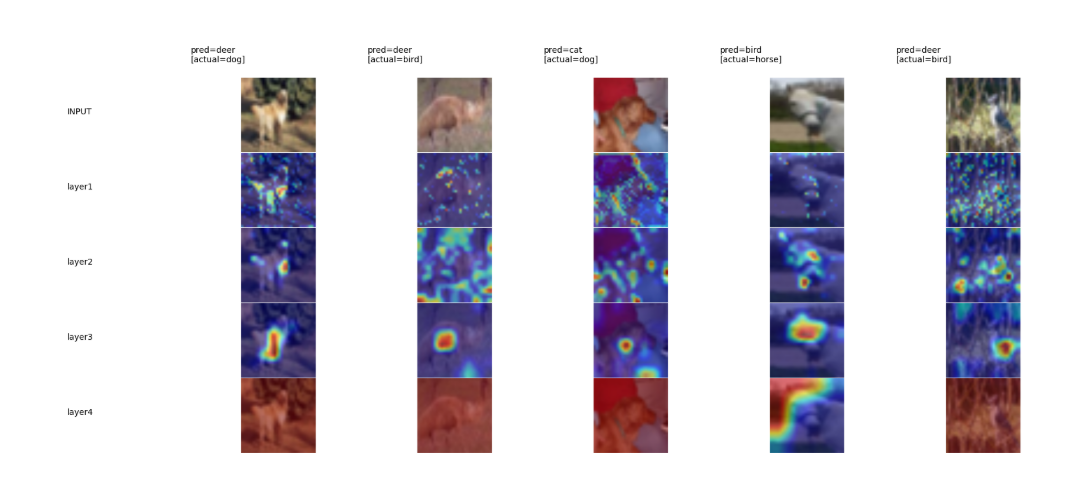 pred=deer
[actual=dog]
pred=deer
[actual=bird]
pred=cat
[actual=dog]
pred=bird
[actual=horse]
pred=deer
[actual=bird]
INPUT
layer1
layer2
layer3
layer4